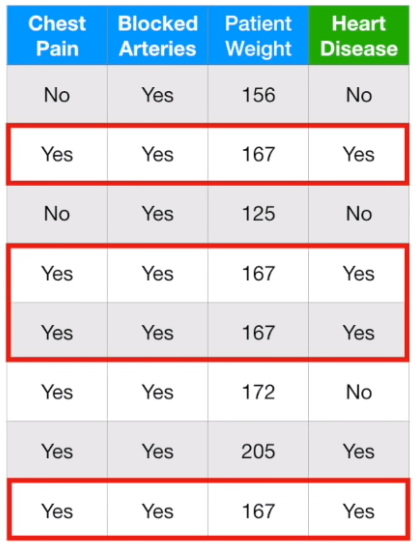 Chest Pain Blocked Arteries Patient Weight Heart Disease
No Yes 156 No
Yes Yes 167 Yes
No Yes 125 No
Yes Yes 167 Yes
Yes Yes 167 Yes
Yes Yes 172 No
Yes Yes 205 Yes
Yes Yes 167 Yes